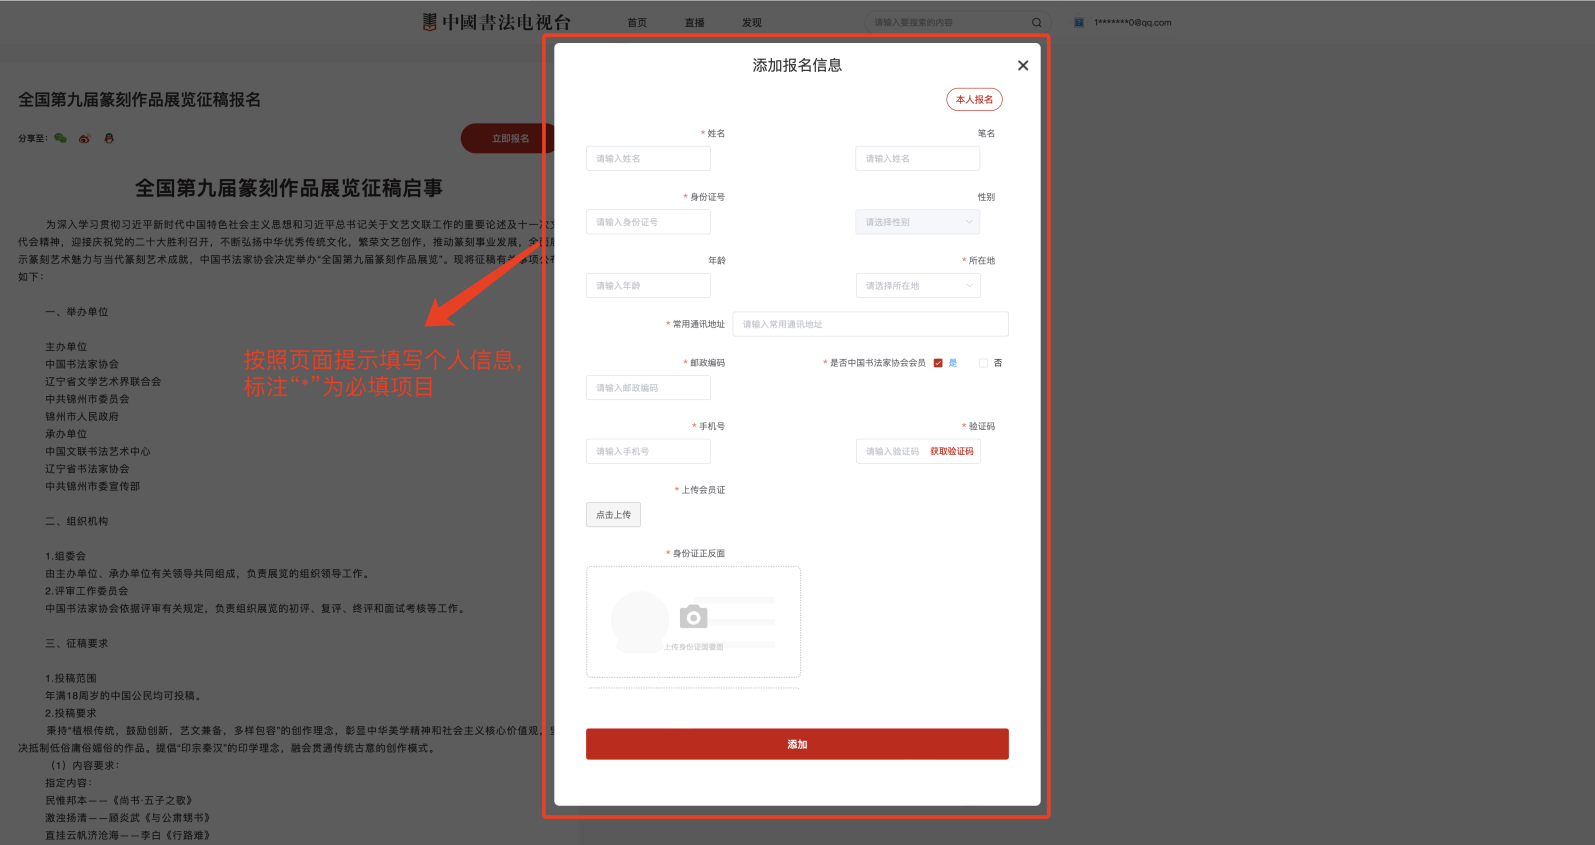 中國書法电视台
首页
直播
发现
请输入要搜索的内容
1*******0@qq.com
全国第九届篆刻作品展览征稿报名
分享至:
立即报名
全国第九届篆刻作品展览征稿启事
为深入学习贯彻习近平新时代中国特色社会主义思想和习近平总书记关于文艺文联工作的重要论述及十一次文
代会精神，迎接庆祝党的二十大胜利召开，不断弘扬中华优秀传统文化，繁荣文艺创作，推动篆刻事业发展，全面展
示篆刻艺术魅力与当代篆刻艺术成就，中国书法家协会决定举办“全国第九届篆刻作品展览”。现将征稿有关事项公布
如下：
一、举办单位
主办单位
中国书法家协会
辽宁省文学艺术界联合会
中共锦州市委员会
锦州市人民政府
承办单位
中国文联书法艺术中心
辽宁省书法家协会
中共锦州市委宣传部
二、组织机构
1.组委会
由主办单位、承办单位有关领导共同组成，负责展览的组织领导工作。
2.评审工作委员会
中国书法家协会依据评审有关规定，负责组织展览的初评、复评、终评和面试考核等工作。
三、征稿要求
1.投稿范围
年满18周岁的中国公民均可投稿。
2.投稿要求
秉持“植根传统，鼓励创新，艺文兼备，多样包容”的创作理念，彰显中华美学精神和社会主义核心价值观，
决抵制低俗庸俗媚俗的作品。提倡“印宗秦汉”的印学理念，融会贯通传统古意的创作模式。
（1）内容要求：
指定内容：
民惟邦本——《尚书·五子之歌》
激浊扬清——顾炎武《与公肃甥书》
直挂云帆济沧海——李白《行路难》
按照页面提示填写个人信息，
标注“*”为必填项目
添加报名信息
本人报名
* 姓名
笔名
请输入姓名
请输入姓名
* 身份证号
性别
请输入身份证号
请选择性别
年龄
* 所在地
请输入年龄
请选择所在地
* 常用通讯地址
请输入常用通讯地址
* 邮政编码
* 是否中国书法家协会会员
是
否
请输入邮政编码
* 手机号
* 验证码
请输入手机号
请输入验证码
获取验证码
* 上传会员证
点击上传
* 身份证正反面
上传身份证国徽面
添加